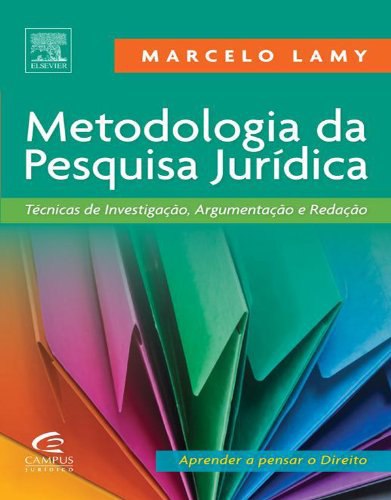 ELSEVIER
MARCELO LAMY
Metodologia da
Pesquisa Jurídica
Técnicas de Investigação, Argumentação e Redação
CAMPUS
JURÍDICO
Aprender a pensar o Direito